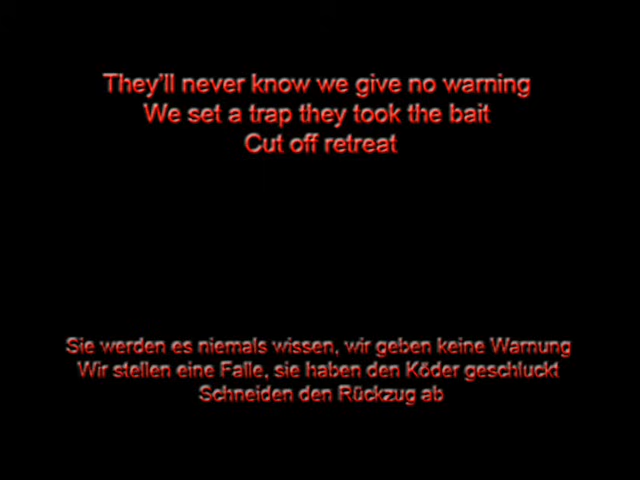 They'll never know we give no warning
We set a trap they took the bait
Cut off retreat
Sie werden es niemals wissen, wir geben keine Warnung
Wir stellen eine Falle, sie haben den Köder geschluckt
Schneiden den Rückzug ab